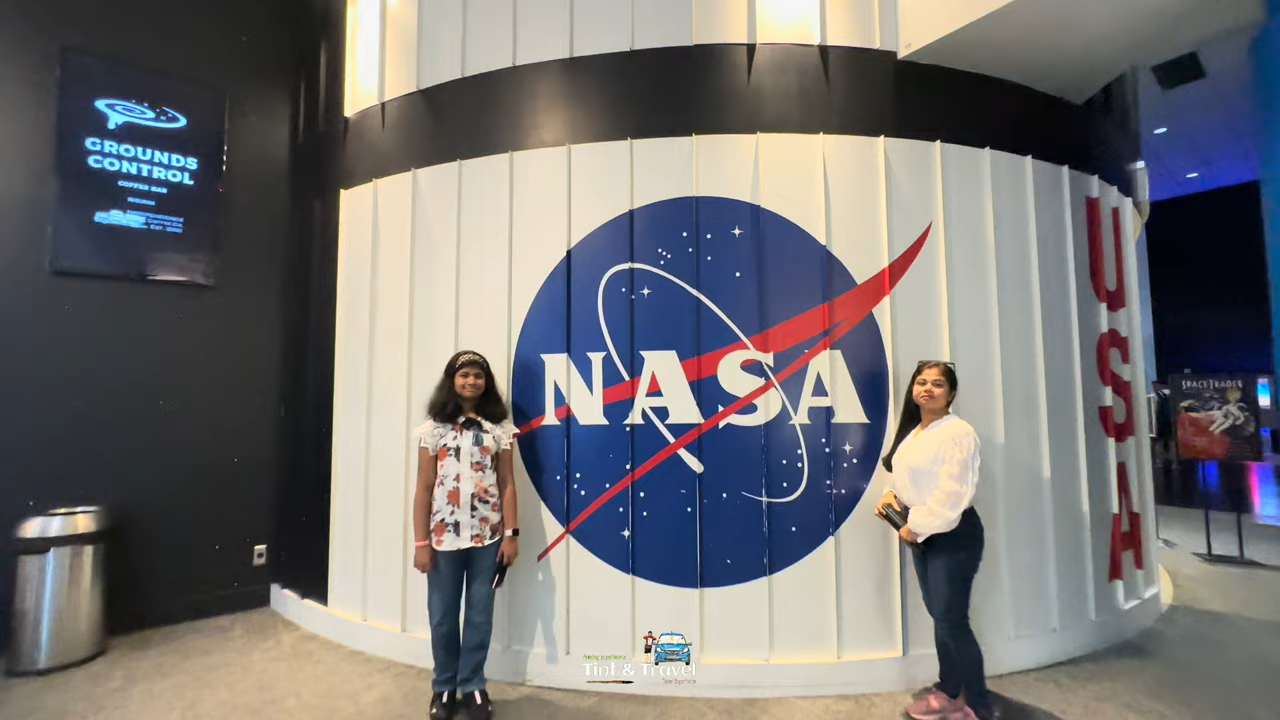 GROUNDS
CONTROL
COFFEE BAR
NASA
USA
SPACE TRADER
Tint & Travel